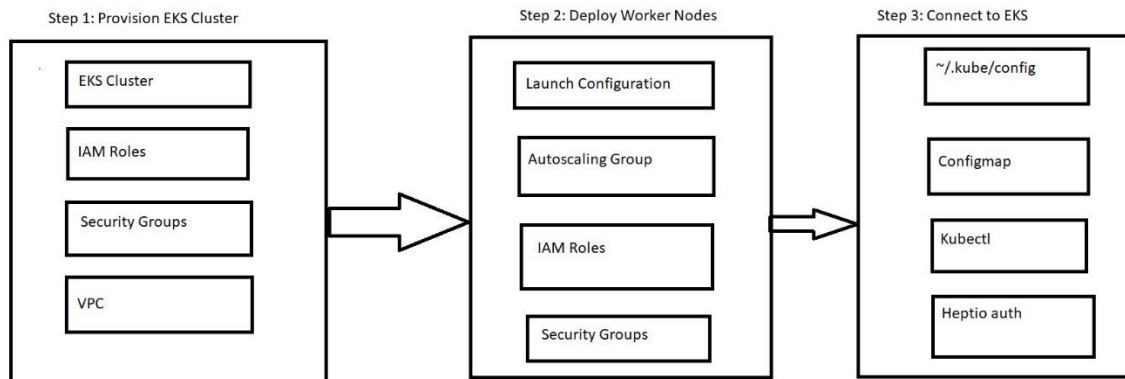 Step 1: Provision EKS Cluster
EKS Cluster
IAM Roles
Security Groups
VPC
Step 2: Deploy Worker Nodes
Launch Configuration
Autoscaling Group
IAM Roles
Security Groups
Step 3: Connect to EKS
~/.kube/config
Configmap
Kubectl
Heptio auth